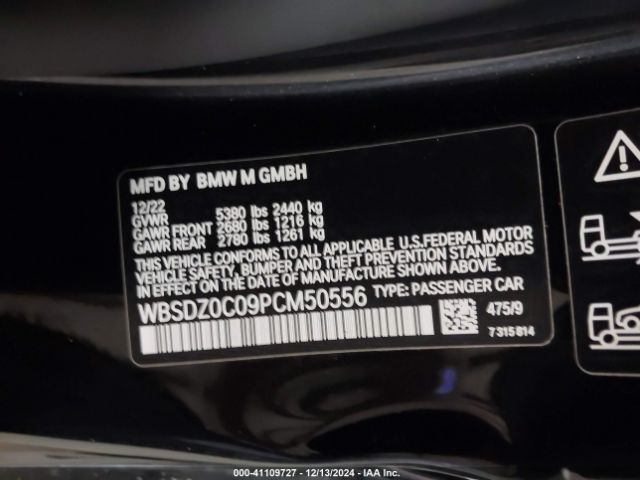 MFD BY BMW M GMBH
12/22
GVWR 5380 lbs 2440 kg
GAWR FRONT 2680 lbs 1216 kg
GAWR REAR 2780 lbs 1261 kg
THIS VEHICLE CONFORMS TO ALL APPLICABLE U.S.FEDERAL MOTOR
VEHICLE SAFETY, BUMPER AND THEFT PREVENTION STANDARDS
IN EFFECT ON THE DATE OF MANUFACTURE SHOWN ABOVE.
WBSDZ0C09PCM50556 TYPE: PASSENGER CAR
475/9
7315814
000-41109727 - 12/13/2024 - IAA Inc.